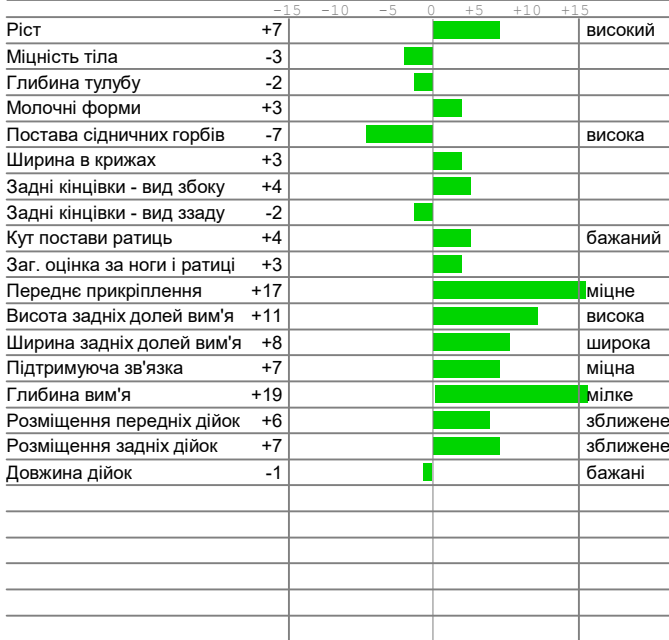 -15 -10 -5 0 +5 +10 +15
Ріст +7 високий
Міцність тіла -3
Глибина тулубу -2
Молочні форми +3
Постава сідничних горбів -7 висока
Ширина в крижах +3
Задні кінцівки - вид збоку +4
Задні кінцівки - вид ззаду -2
Кут постави ратиць +4 бажаний
Заг. оцінка за ноги і ратиці +3
Переднє прикріплення +17 міцне
Висота задніх долей вим'я +11 висока
Ширина задніх долей вим'я +8 широка
Підтримуюча зв'язка +7 міцна
Глибина вим'я +19 мілке
Розміщення передніх дійок +6 зближене
Розміщення задніх дійок +7 зближене
Довжина дійок -1 бажані